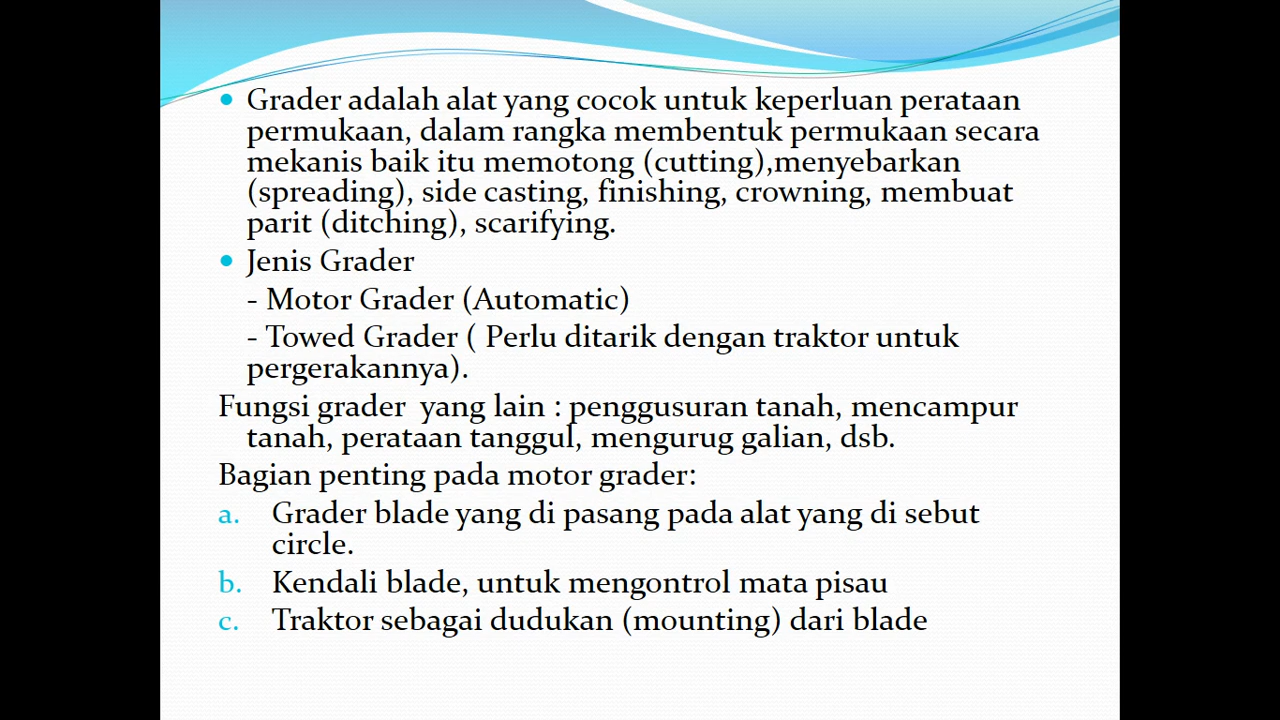 Grader adalah alat yang cocok untuk keperluan perataan
permukaan, dalam rangka membentuk permukaan secara
mekanis baik itu memotong (cutting),menyebarkan
(spreading), side casting, finishing, crowning, membuat
parit (ditching), scarifying.
Jenis Grader
- Motor Grader (Automatic)
- Towed Grader ( Perlu ditarik dengan traktor untuk
pergerakannya).
Fungsi grader  yang lain : penggusuran tanah, mencampur
tanah, perataan tanggul, mengurug galian, dsb.
Bagian penting pada motor grader:
a. Grader blade yang di pasang pada alat yang di sebut
circle.
b. Kendali blade, untuk mengontrol mata pisau
c. Traktor sebagai dudukan (mounting) dari blade